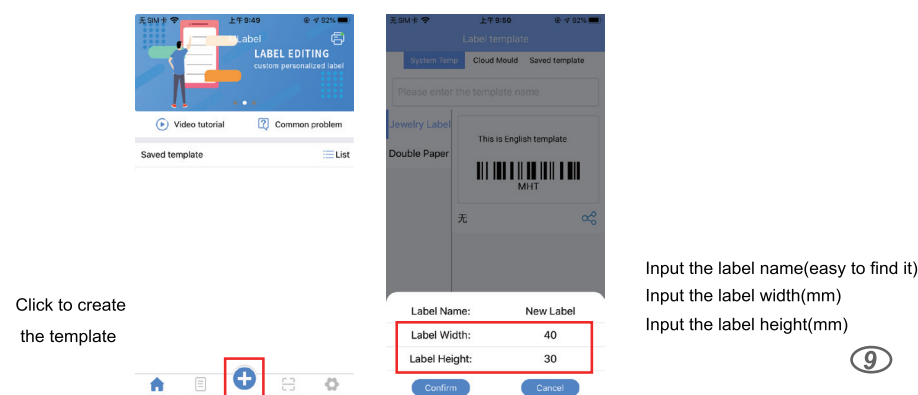 Click to create
the template
无SIM卡 上午9:49 92%
Label
LABEL EDITING
custom personalized label
Video tutorial
Common problem
Saved template
List
无SIM卡 上午9:50 92%
Label template
System Temp Cloud Mould Saved template
Please enter the template name
Jewelry Label
Double Paper
This is English template
MHT
无
Label Name: New Label
Label Width: 40
Label Height: 30
Confirm Cancel
Input the label name(easy to find it)
Input the label width(mm)
Input the label height(mm)
9